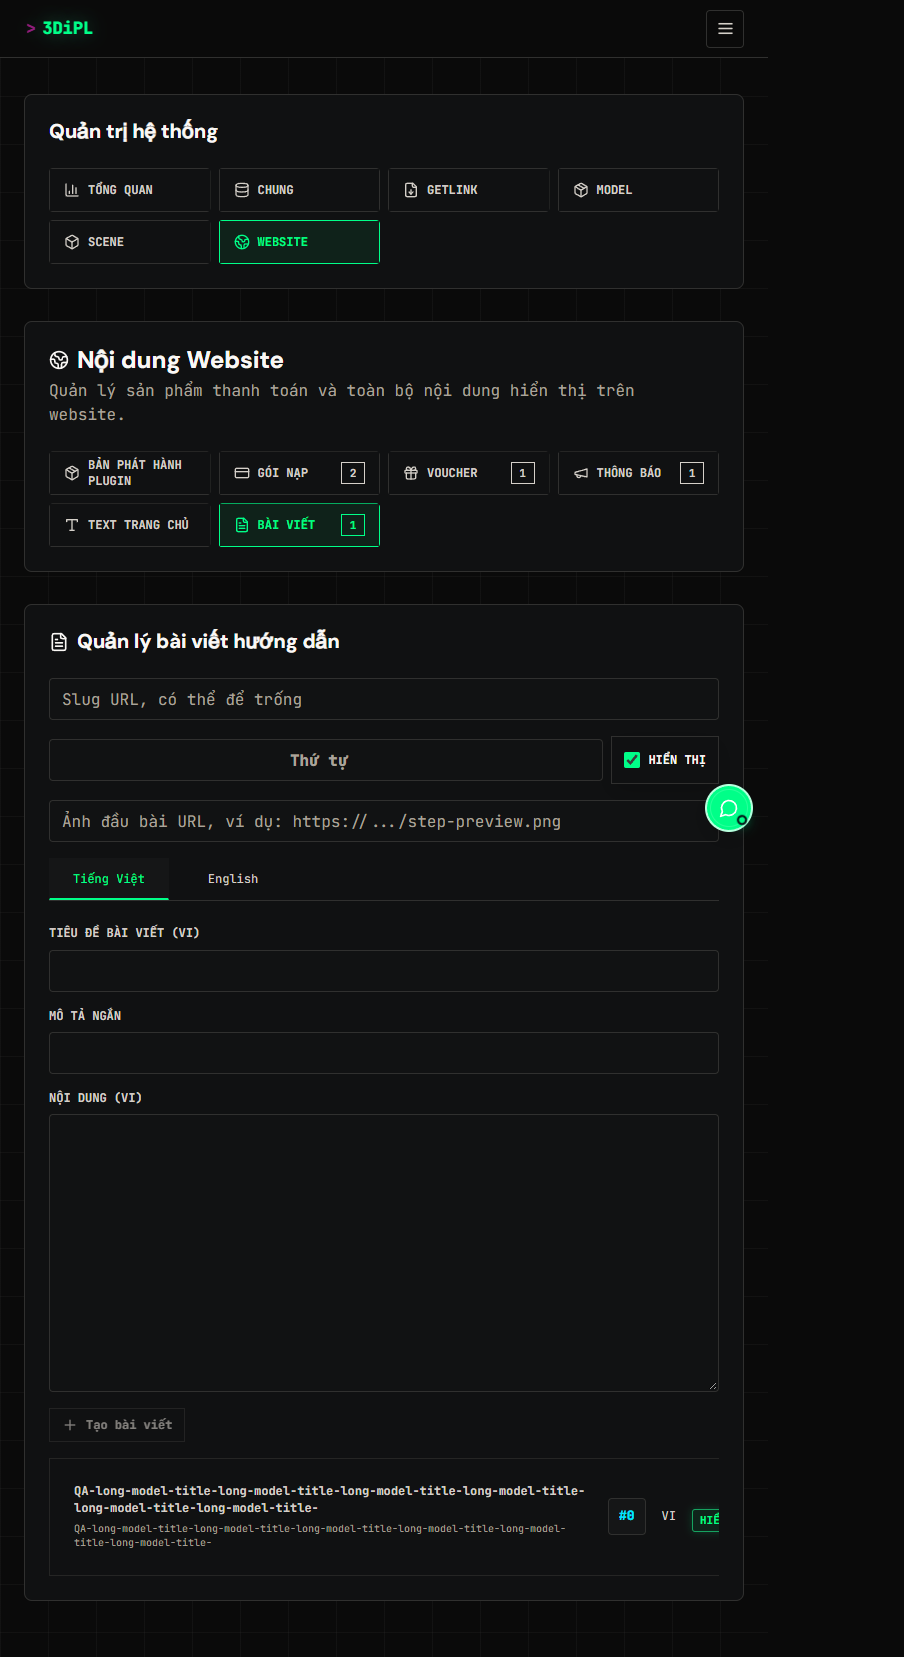 > 3DiPL
Quản trị hệ thống
TỔNG QUAN
CHUNG
GETLINK
MODEL
SCENE
WEBSITE
Nội dung Website
Quản lý sản phẩm thanh toán và toàn bộ nội dung hiển thị trên
website.
BẢN PHÁT HÀNH
PLUGIN
GÓI NẠP 2
VOUCHER 1
THÔNG BÁO 1
TEXT TRANG CHỦ
BÀI VIẾT 1
Quản lý bài viết hướng dẫn
Slug URL, có thể để trống
Thứ tự
HIỂN THỊ
Ảnh đầu bài URL, ví dụ: https://.../step-preview.png
Tiếng Việt
English
TIÊU ĐỀ BÀI VIẾT (VI)
MÔ TẢ NGẮN
NỘI DUNG (VI)
+ Tạo bài viết
QA-long-model-title-long-model-title-long-model-title-long-model-title-
long-model-title-long-model-title-
QA-long-model-title-long-model-title-long-model-title-long-model-title-long-model-
title-long-model-title-
#0
VI
HIỂ